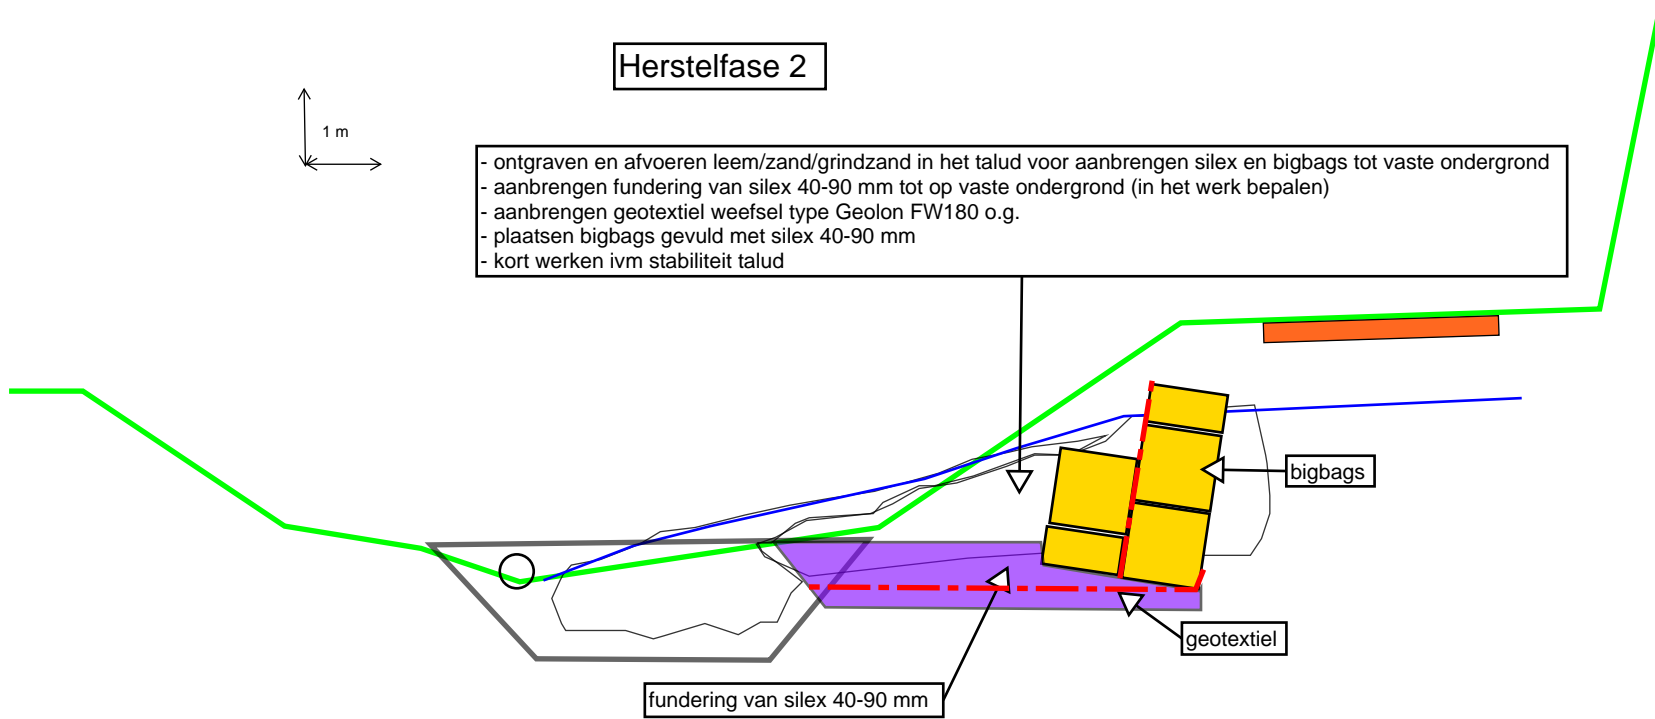 Herstelfase 2
1 m
- ontgraven en afvoeren leem/zand/grindzand in het talud voor aanbrengen silex en bigbags tot vaste ondergrond
- aanbrengen fundering van silex 40-90 mm tot op vaste ondergrond (in het werk bepalen)
- aanbrengen geotextiel weefsel type Geolon FW180 o.g.
- plaatsen bigbags gevuld met silex 40-90 mm
- kort werken ivm stabiliteit talud
bigbags
geotextiel
fundering van silex 40-90 mm